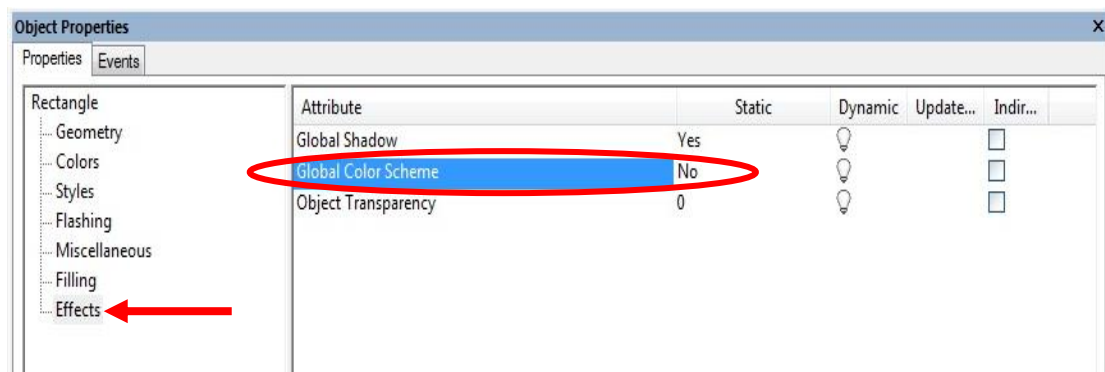 Object Properties X
Properties Events
Rectangle
Geometry
Colors
Styles
Flashing
Miscellaneous
Filling
Effects
Attribute Static Dynamic Update... Indir...
Global Shadow Yes
Global Color Scheme No
Object Transparency 0